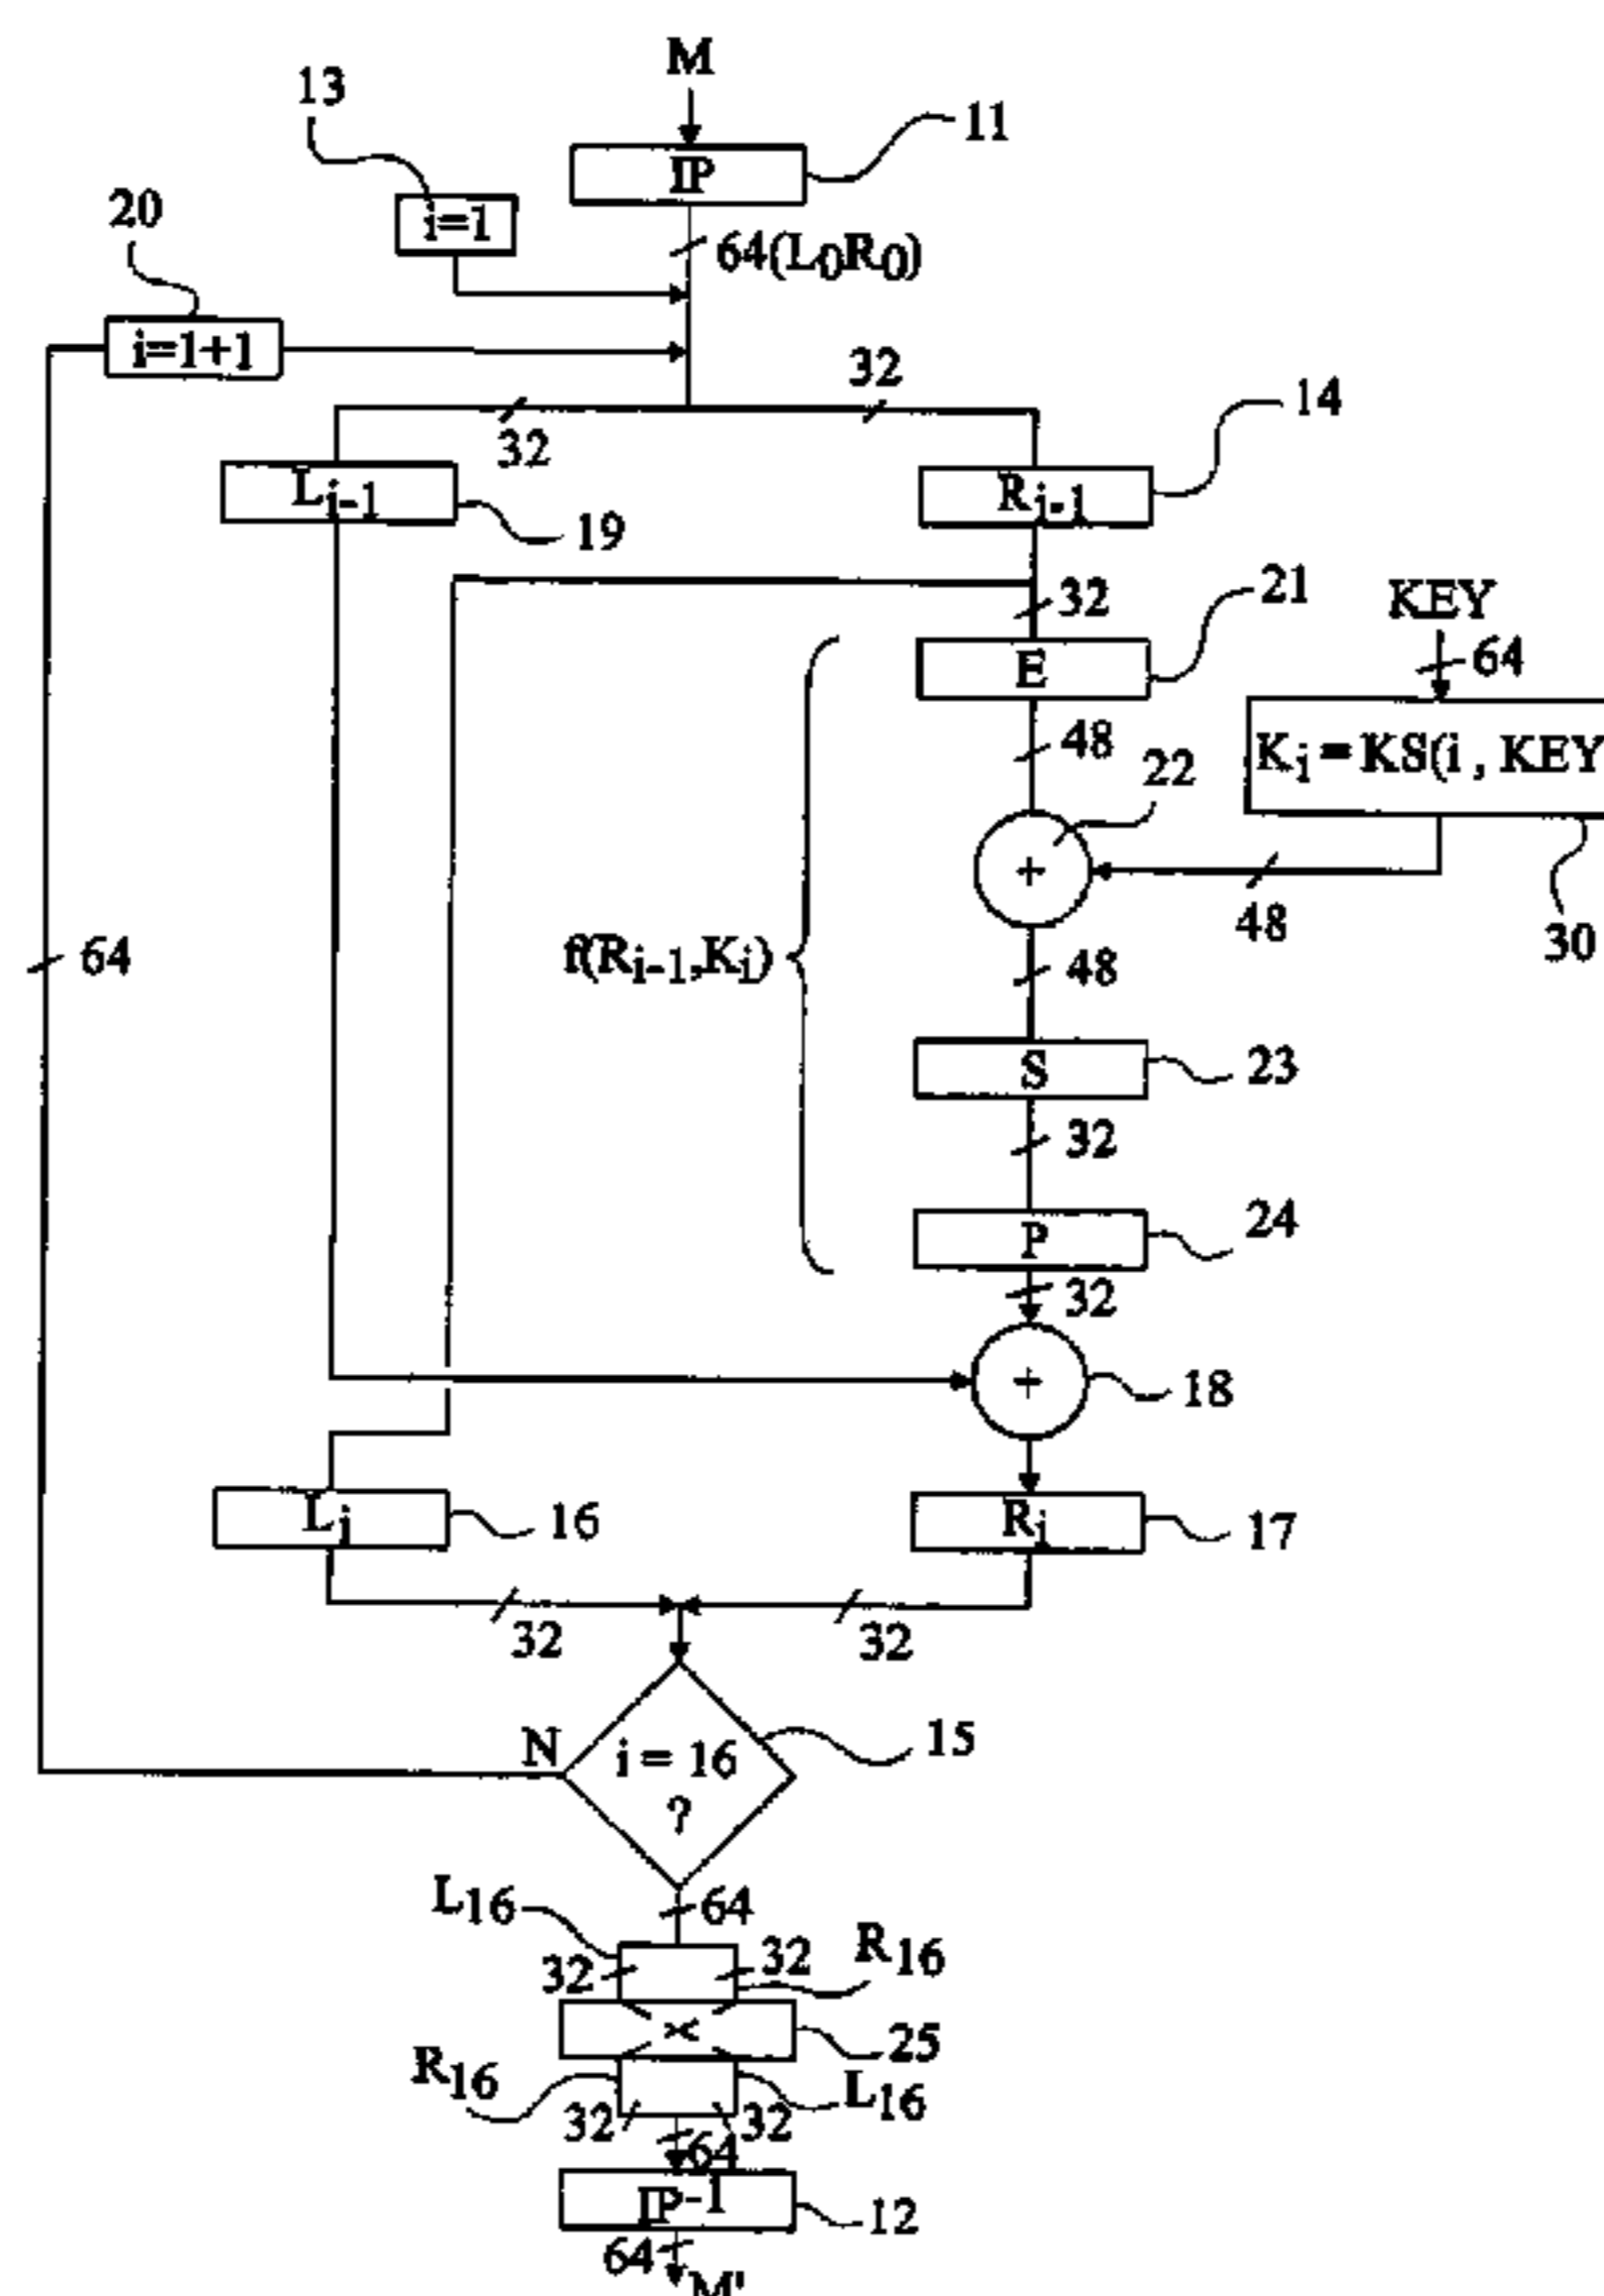 M
13
11
IP
20
i=1
64(L0R0)
i=1+1
32
14
32
Li-1
Ri-1
19
21
32
KEY
E
64
48
22
Ki = KS(i , KEY
+
48
30
f(Ri-1,Ki)
64
48
S
23
32
P
24
32
+
18
Li
16
Ri
17
32
32
N
i = 16
?
15
L16
64
32
32
R16
25
R16
L16
32
32
64
IP-1
12
64
M'